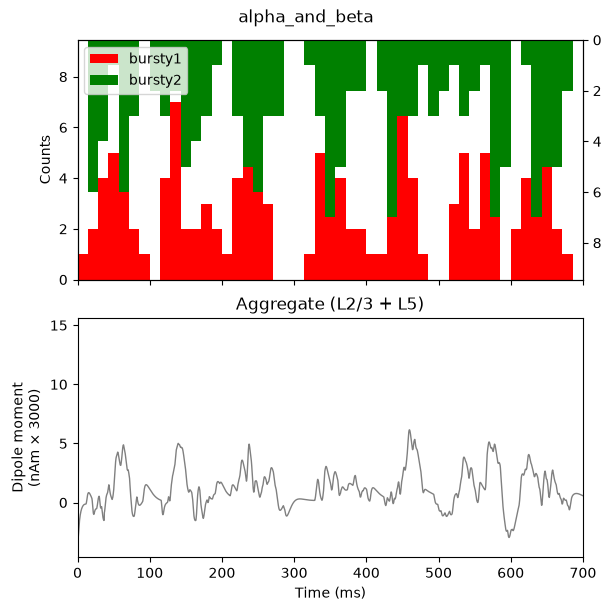 alpha_and_beta
bursty1
bursty2
Counts
0
2
4
6
8
0
2
4
6
8
Aggregate (L2/3 + L5)
Dipole moment
(nAm × 3000)
15
10
5
0
0 100 200 300 400 500 600 700
Time (ms)